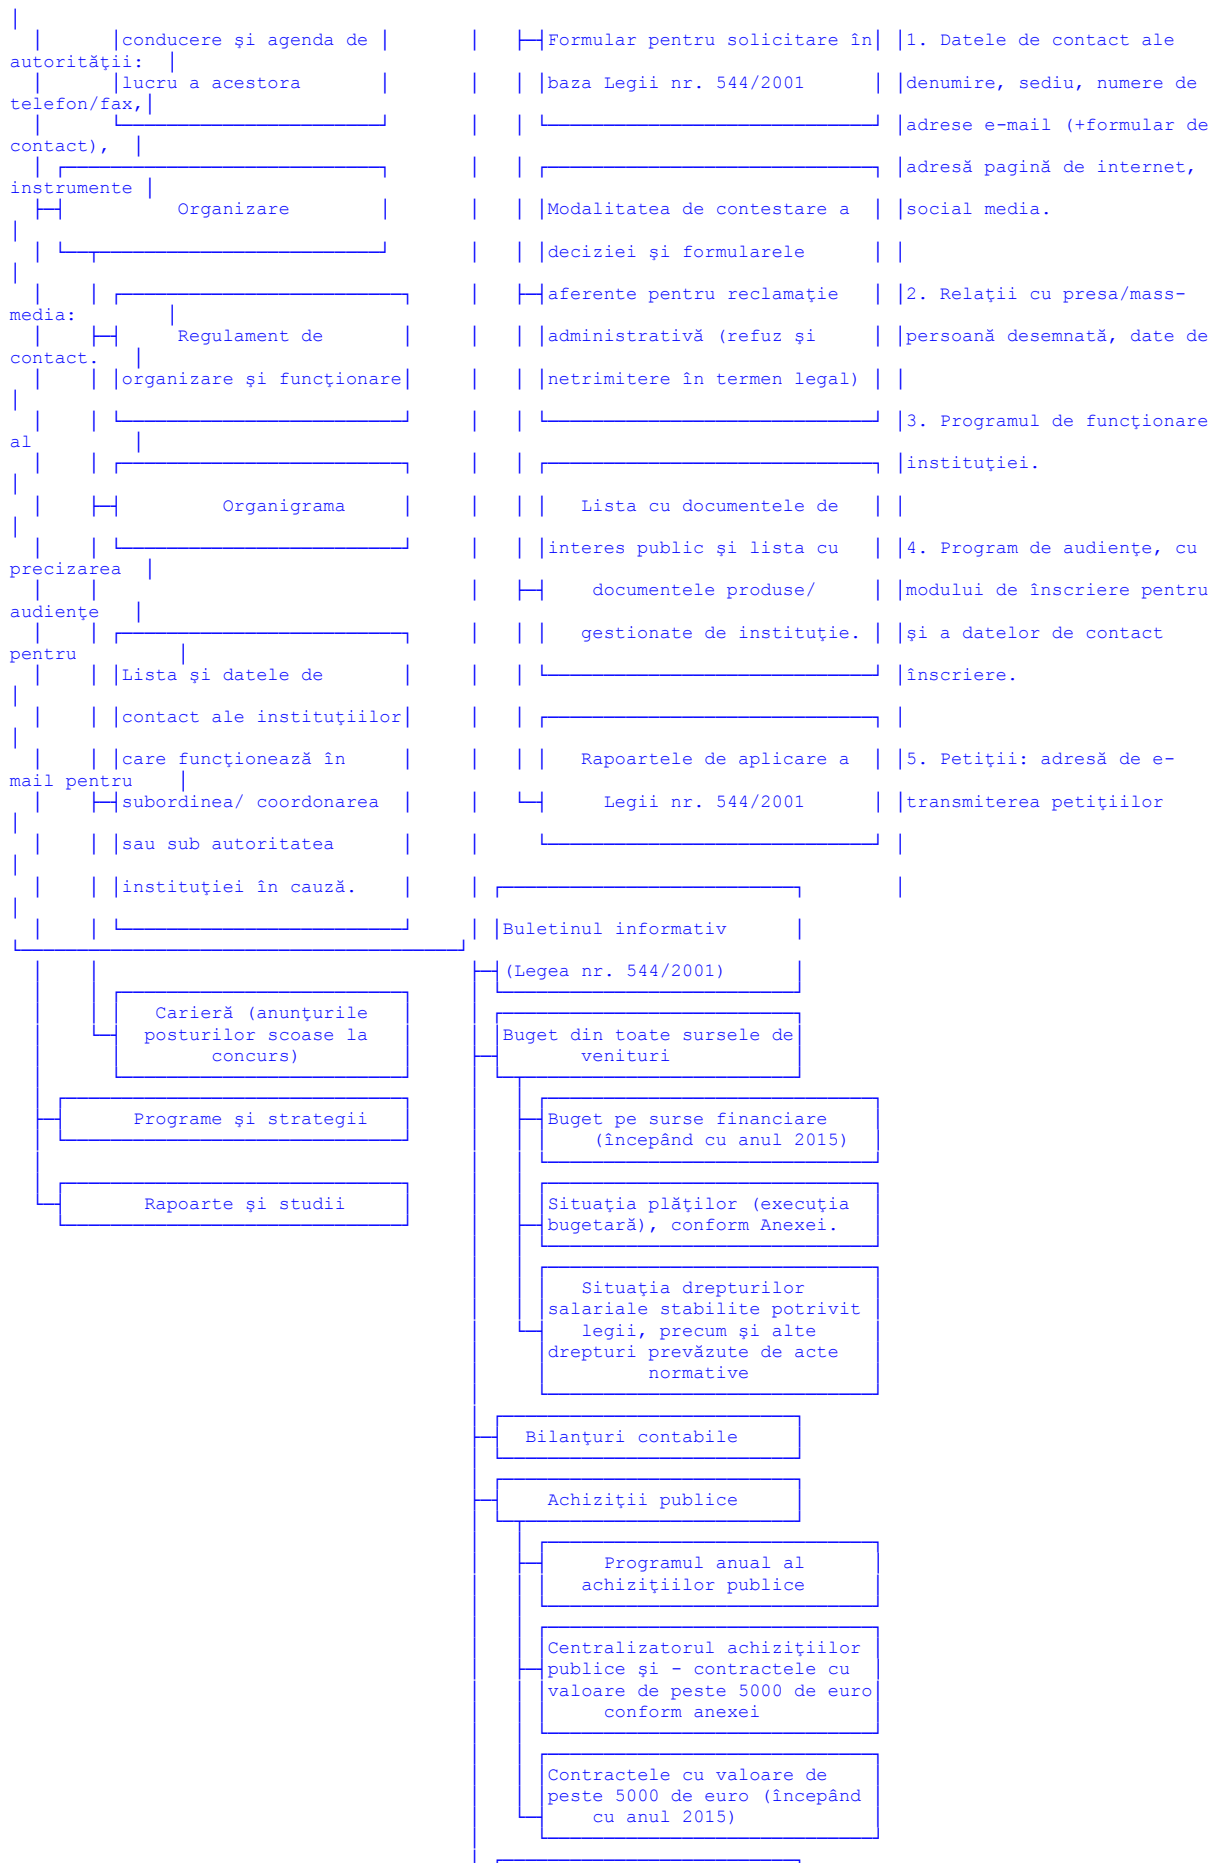 conducere şi agenda de Formular pentru solicitare în 1. Datele de contact ale
autorităţii:
lucru a acestora baza Legii nr. 544/2001 denumire, sediu, numere de
telefon/fax,
adrese e-mail (+formular de
contact),
adresă pagină de internet,
instrumente
Organizare Modalitatea de contestare a social media.
deciziei şi formularele
aferente pentru reclamaţie 2. Relaţii cu presa/mass-
media:
Regulament de administrativă (refuz şi persoană desemnată, date de
contact.
organizare şi funcţionare netrimitere în termen legal)
3. Programul de funcţionare
al
instituţiei.
Organigrama Lista cu documentele de
interes public şi lista cu 4. Program de audienţe, cu
precizarea
documentele produse/ modului de înscriere pentru
audienţe
gestionate de instituţie. şi a datelor de contact
pentru
Lista şi datele de înscriere.
contact ale instituţiilor
care funcţionează în Rapoartele de aplicare a 5. Petiţii: adresă de e-
mail pentru
subordinea/ coordonarea Legii nr. 544/2001 transmiterea petiţiilor
sau sub autoritatea
instituţiei în cauză.
Buletinul informativ
(Legea nr. 544/2001)
Carieră (anunţurile
posturilor scoase la Buget din toate sursele de
concurs) venituri
Programe şi strategii Buget pe surse financiare
(începând cu anul 2015)
Rapoarte şi studii Situaţia plăţilor (execuţia
bugetară), conform Anexei.
Situaţia drepturilor
salariale stabilite potrivit
legii, precum şi alte
drepturi prevăzute de acte
normative
Bilanţuri contabile
Achiziţii publice
Programul anual al
achiziţiilor publice
Centralizatorul achiziţiilor
publice şi - contractele cu
valoare de peste 5000 de euro
conform anexei
Contractele cu valoare de
peste 5000 de euro (începând
cu anul 2015)